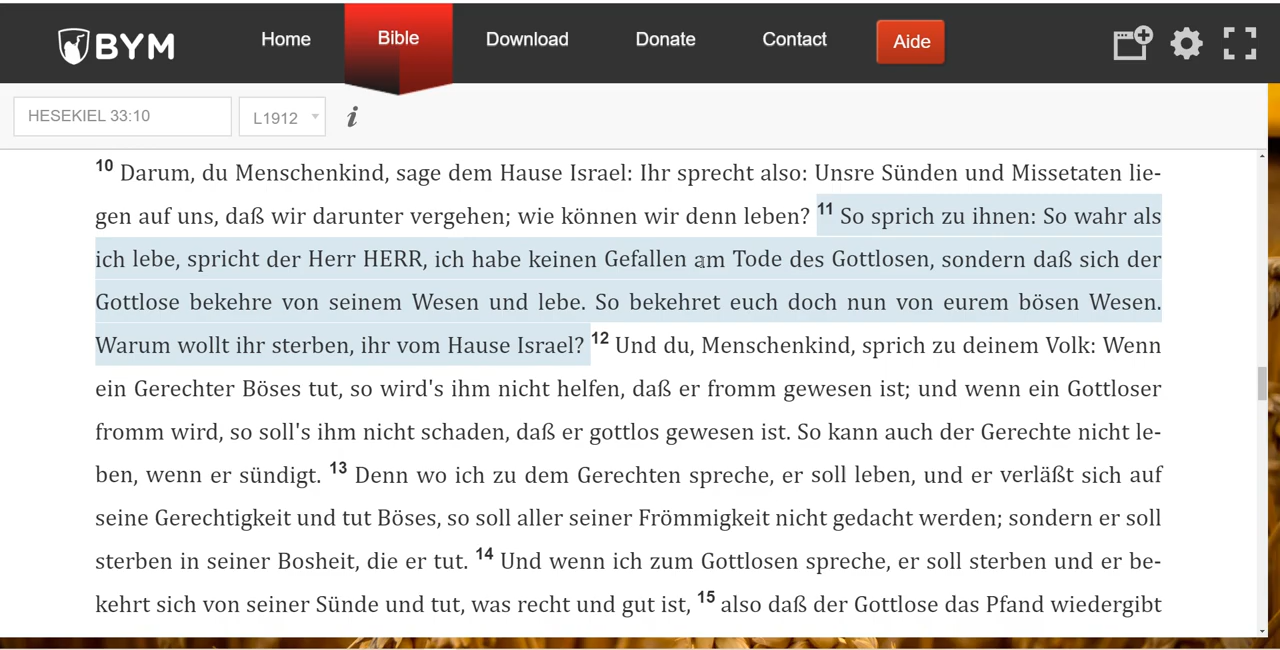 BYM Home Bible Download Donate Contact Aide
HESEKIEL 33:10 L1912 i
10 Darum, du Menschenkind, sage dem Hause Israel: Ihr sprecht also: Unsre Sünden und Missetaten lie-
gen auf uns, daß wir darunter vergehen; wie können wir denn leben? 11 So sprich zu ihnen: So wahr als
ich lebe, spricht der Herr HERR, ich habe keinen Gefallen am Tode des Gottlosen, sondern daß sich der
Gottlose bekehre von seinem Wesen und lebe. So bekehret euch doch nun von eurem bösen Wesen.
Warum wollt ihr sterben, ihr vom Hause Israel? 12 Und du, Menschenkind, sprich zu deinem Volk: Wenn
ein Gerechter Böses tut, so wird's ihm nicht helfen, daß er fromm gewesen ist; und wenn ein Gottloser
fromm wird, so soll's ihm nicht schaden, daß er gottlos gewesen ist. So kann auch der Gerechte nicht le-
ben, wenn er sündigt. 13 Denn wo ich zu dem Gerechten spreche, er soll leben, und er verläßt sich auf
seine Gerechtigkeit und tut Böses, so soll aller seiner Frömmigkeit nicht gedacht werden; sondern er soll
sterben in seiner Bosheit, die er tut. 14 Und wenn ich zum Gottlosen spreche, er soll sterben und er be-
kehrt sich von seiner Sünde und tut, was recht und gut ist, 15 also daß der Gottlose das Pfand wiedergibt